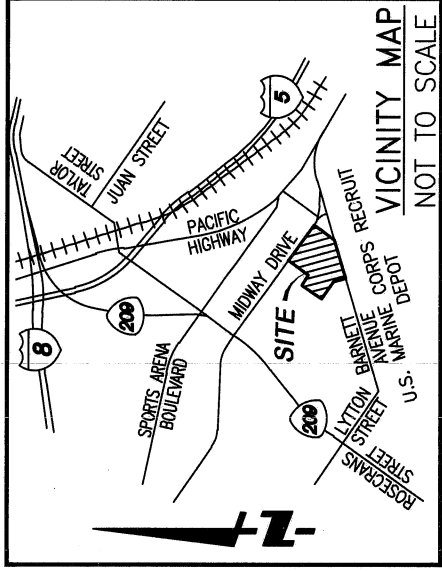 TAYLOR
STREET
JUAN STREET
5
PACIFIC
HIGHWAY
8
209
SPORTS ARENA
BOULEVARD
MIDWAY DRIVE
SITE
209
LYTTON
STREET
ROSECRANS
STREET
BARNETT
AVENUE
U.S. MARINE CORPS RECRUIT
DEPOT
N
VICINITY MAP
NOT TO SCALE